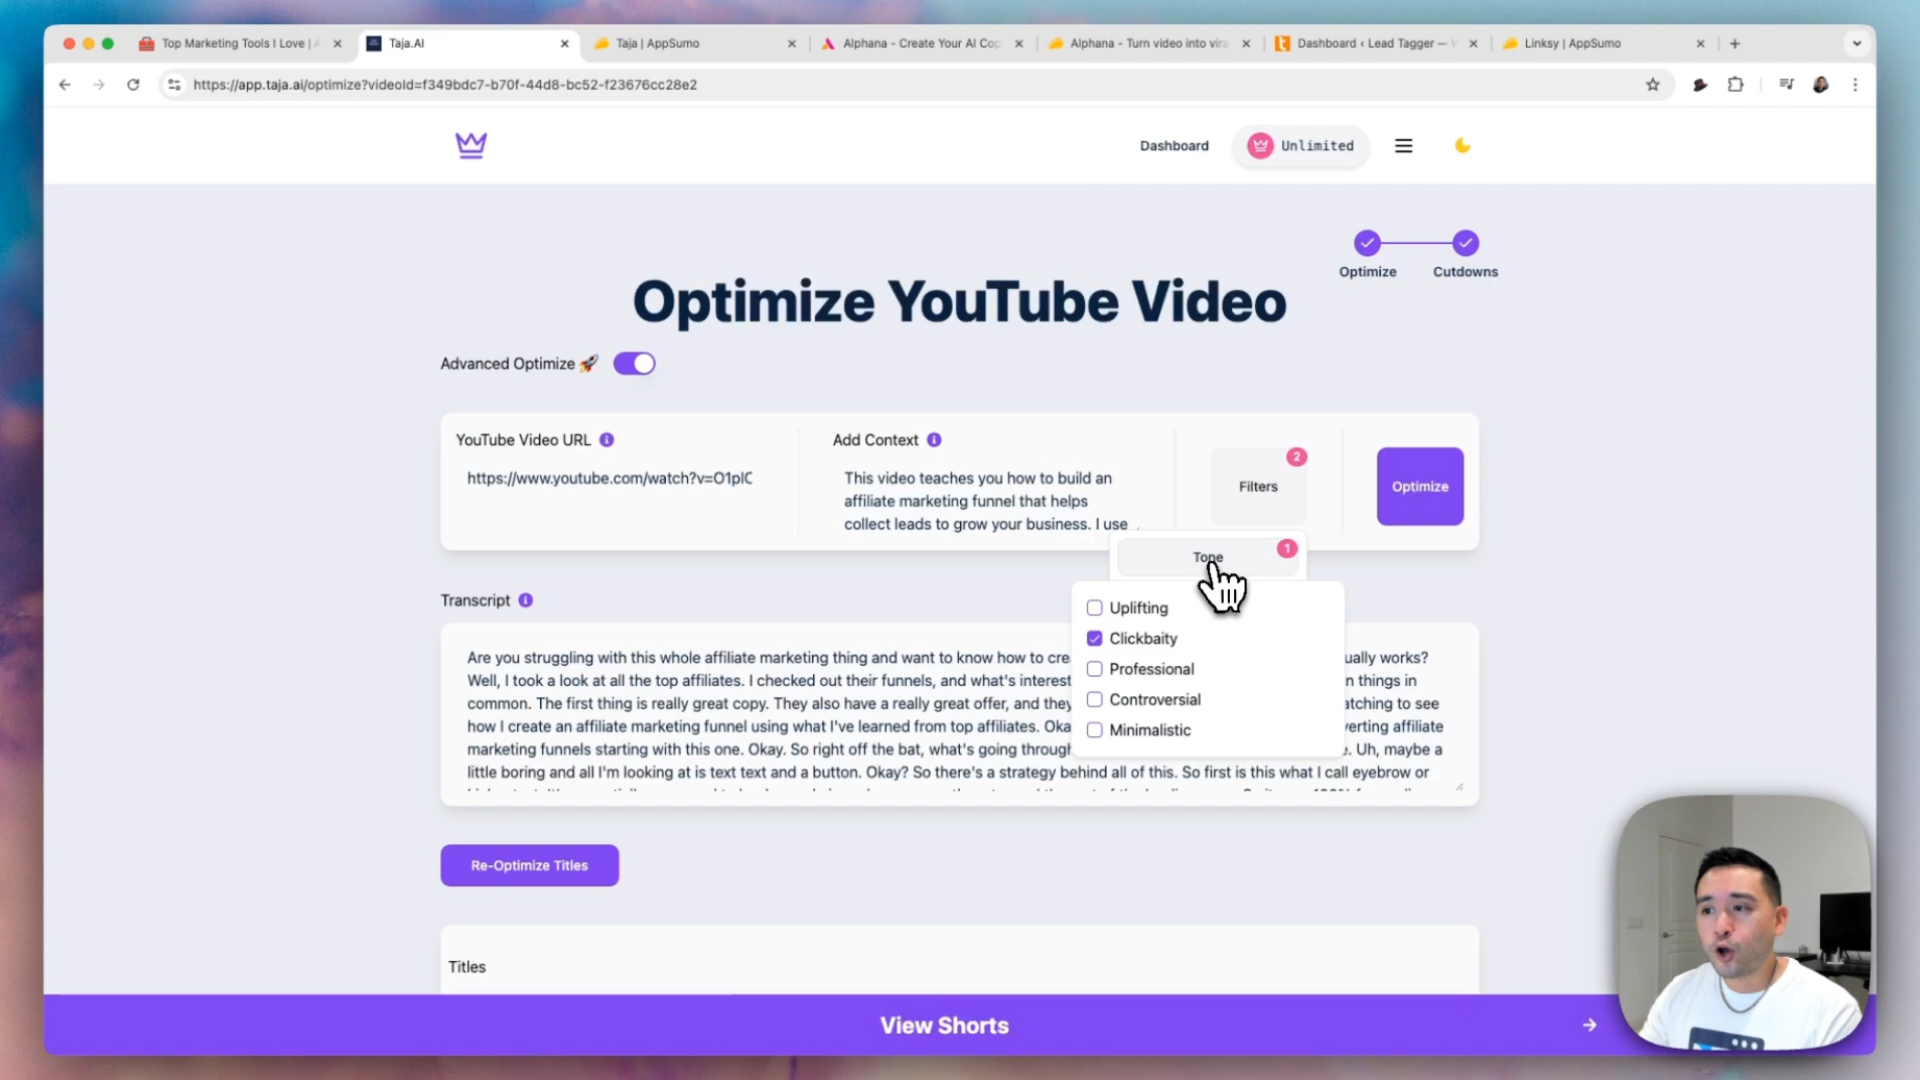 Top Marketing Tools I Love | A
Taja.AI
Taja | AppSumo
Alphana - Create Your AI Cop
Alphana - Turn video into vira
Dashboard ‹ Lead Tagger — 
Linksy | AppSumo
https://app.taja.ai/optimize?videoId=f349bdc7-b70f-44d8-bc52-f23676cc28e2
Dashboard
Unlimited
Optimize
Cutdowns
Optimize YouTube Video
Advanced Optimize 🚀
YouTube Video URL
https://www.youtube.com/watch?v=O1plC
Add Context
This video teaches you how to build an
affiliate marketing funnel that helps
collect leads to grow your business. I use
2
Filters
Optimize
Tone
1
Uplifting
Clickbaity
Professional
Controversial
Minimalistic
Transcript
Are you struggling with this whole affiliate marketing thing and want to know how to cre ually works?
Well, I took a look at all the top affiliates. I checked out their funnels, and what's interest n things in
common. The first thing is really great copy. They also have a really great offer, and they atching to see
how I create an affiliate marketing funnel using what I've learned from top affiliates. Oka verting affiliate
marketing funnels starting with this one. Okay. So right off the bat, what's going through e. Uh, maybe a
little boring and all I'm looking at is text text and a button. Okay? So there's a strategy behind all of this. So first is this what I call eyebrow or
Re-Optimize Titles
Titles
View Shorts